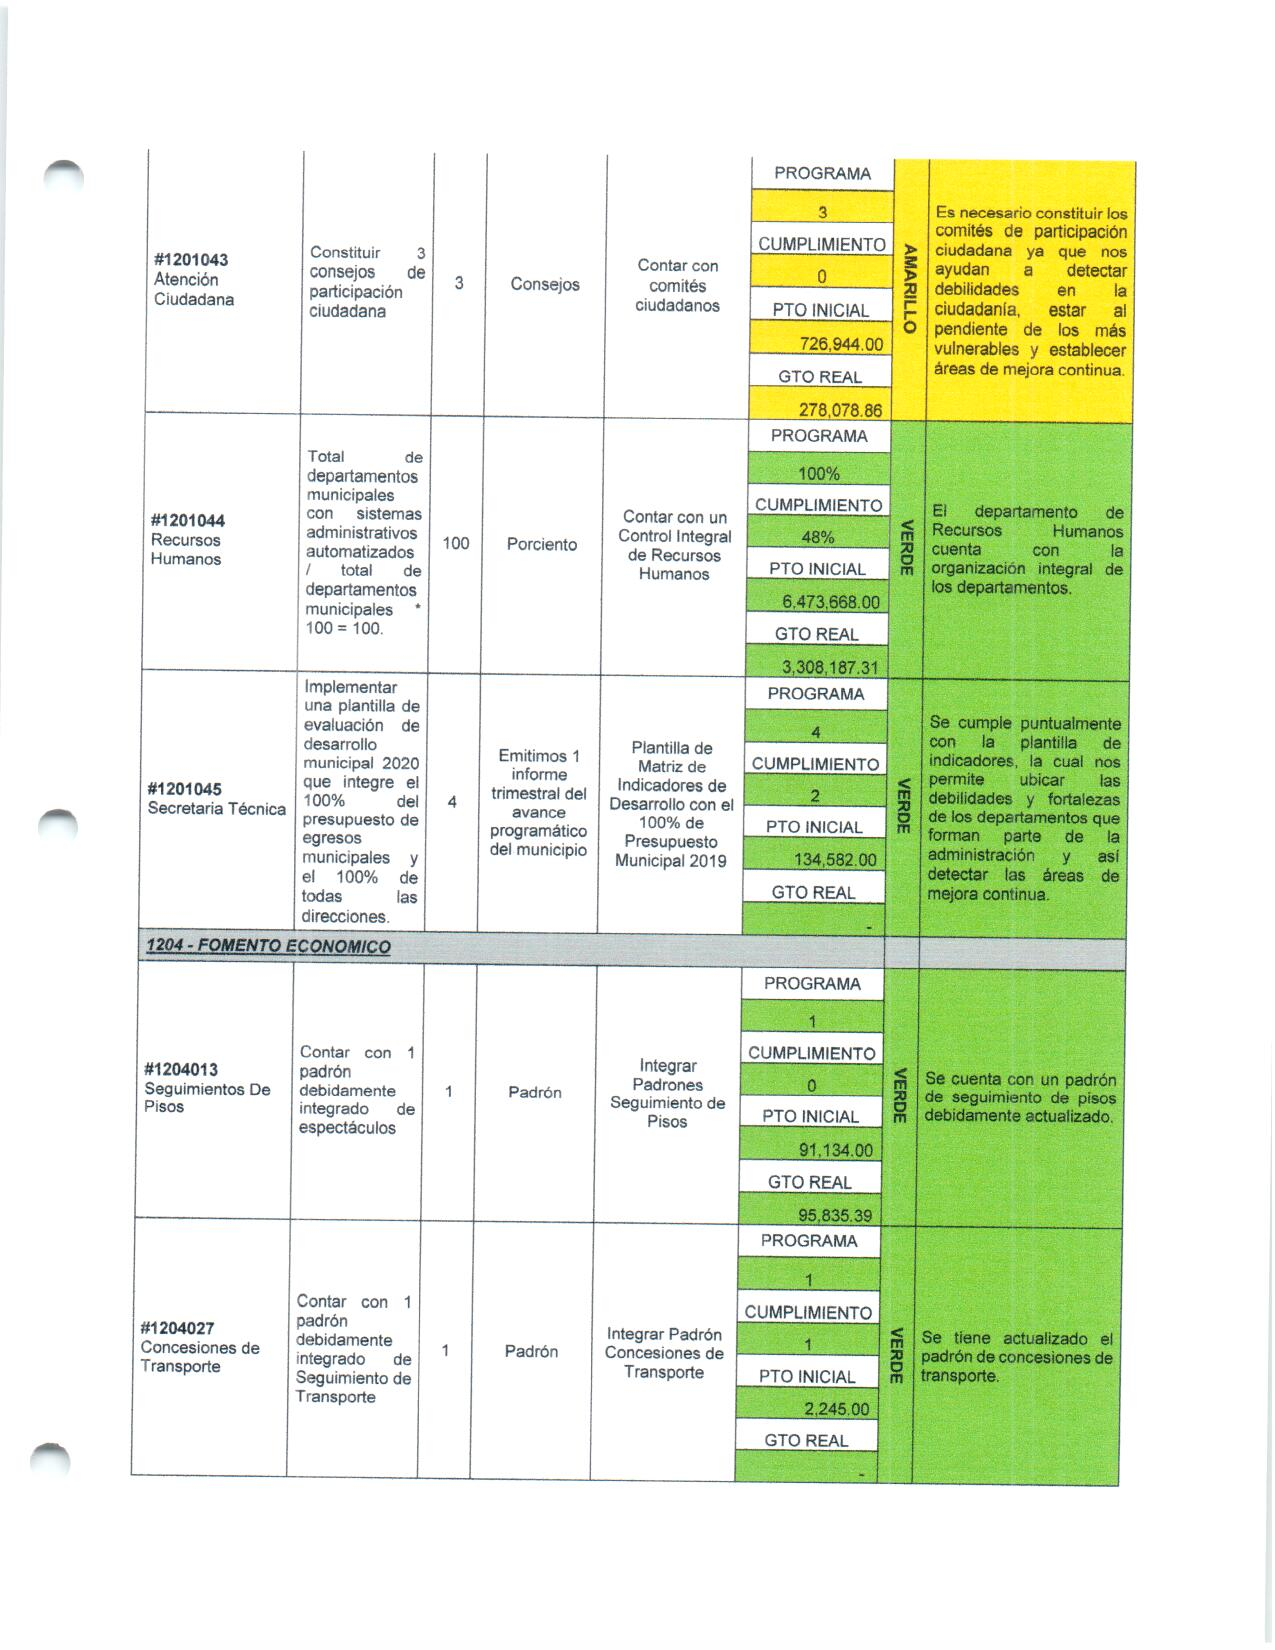 #1201043
Atención
Ciudadana
Constituir 3
consejos de
participación
ciudadana
3
Consejos
Contar con
comités
ciudadanos
PROGRAMA
3
CUMPLIMIENTO
0
PTO INICIAL
726,944.00
GTO REAL
278,078.86
AMARILLO
Es necesario constituir los
comités de participación
ciudadana ya que nos
ayudan a detectar
debilidades en la
ciudadanía, estar al
pendiente de los más
vulnerables y establecer
áreas de mejora continua.
#1201044
Recursos
Humanos
Total de
departamentos
municipales
con sistemas
administrativos
automatizados
/ total de
departamentos
municipales *
100 = 100.
100
Porciento
Contar con un
Control Integral
de Recursos
Humanos
PROGRAMA
100%
CUMPLIMIENTO
48%
PTO INICIAL
6,473,668.00
GTO REAL
3,308,187.31
VERDE
El departamento de
Recursos Humanos
cuenta con la
organización integral de
los departamentos.
#1201045
Secretaria Técnica
Implementar
una plantilla de
evaluación de
desarrollo
municipal 2020
que integre el
100% del
presupuesto de
egresos
municipales y
el 100% de
todas las
direcciones.
4
Emitimos 1
informe
trimestral del
avance
programático
del municipio
Plantilla de
Matriz de
Indicadores de
Desarrollo con el
100% de
Presupuesto
Municipal 2019
PROGRAMA
4
CUMPLIMIENTO
2
PTO INICIAL
134,582.00
GTO REAL
-
VERDE
Se cumple puntualmente
con la plantilla de
indicadores, la cual nos
permite ubicar las
debilidades y fortalezas
de los departamentos que
forman parte de la
administración y así
detectar las áreas de
mejora continua.
1204 - FOMENTO ECONOMICO
#1204013
Seguimientos De
Pisos
Contar con 1
padrón
debidamente
integrado de
espectáculos
1
Padrón
Integrar
Padrones
Seguimiento de
Pisos
PROGRAMA
1
CUMPLIMIENTO
0
PTO INICIAL
91,134.00
GTO REAL
95,835.39
VERDE
Se cuenta con un padrón
de seguimiento de pisos
debidamente actualizado.
#1204027
Concesiones de
Transporte
Contar con 1
padrón
debidamente
integrado de
Seguimiento de
Transporte
1
Padrón
Integrar Padrón
Concesiones de
Transporte
PROGRAMA
1
CUMPLIMIENTO
1
PTO INICIAL
2,245.00
GTO REAL
-
VERDE
Se tiene actualizado el
padrón de concesiones de
transporte.